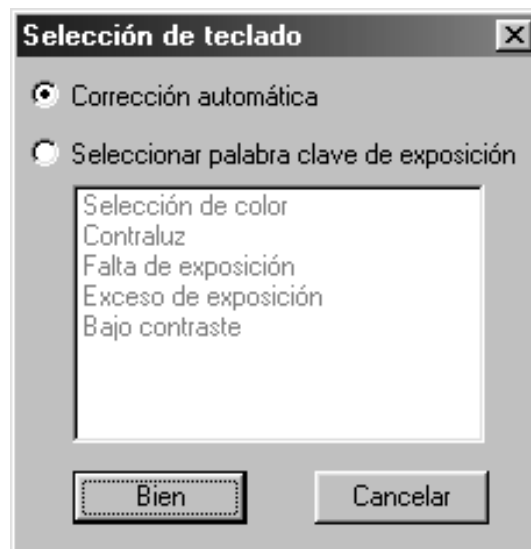 Selección de teclado
Corrección automática
Seleccionar palabra clave de exposición
Selección de color
Contraluz
Falta de exposición
Exceso de exposición
Bajo contraste
Bien Cancelar